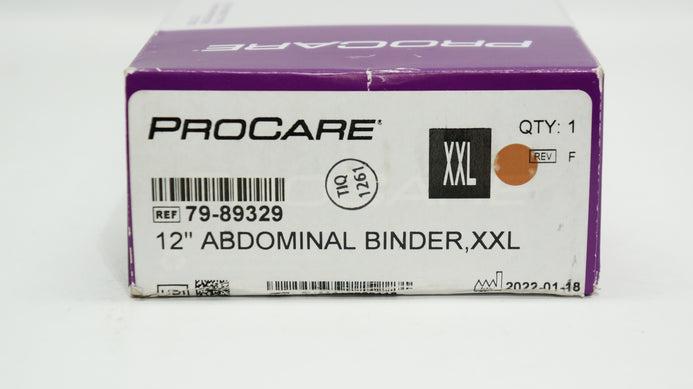 PROCARE
PROCARE
XXL
QTY: 1
REV F
TIQ
1261
REF 79-89329
12" ABDOMINAL BINDER,XXL
2022-01-18